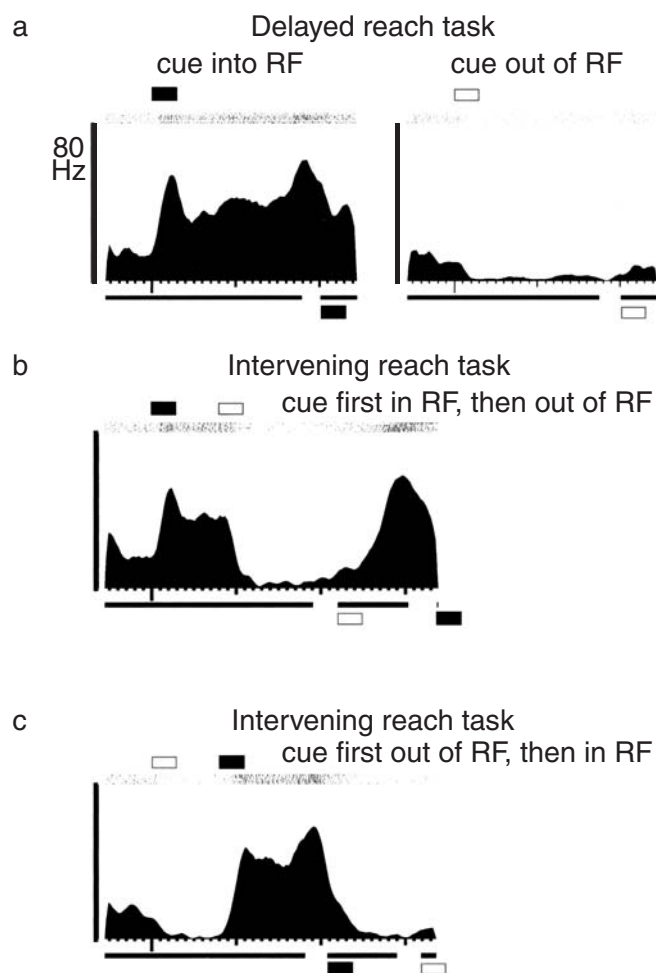 a Delayed reach task
cue into RF cue out of RF
80
Hz
b Intervening reach task
cue first in RF, then out of RF
c Intervening reach task
cue first out of RF, then in RF